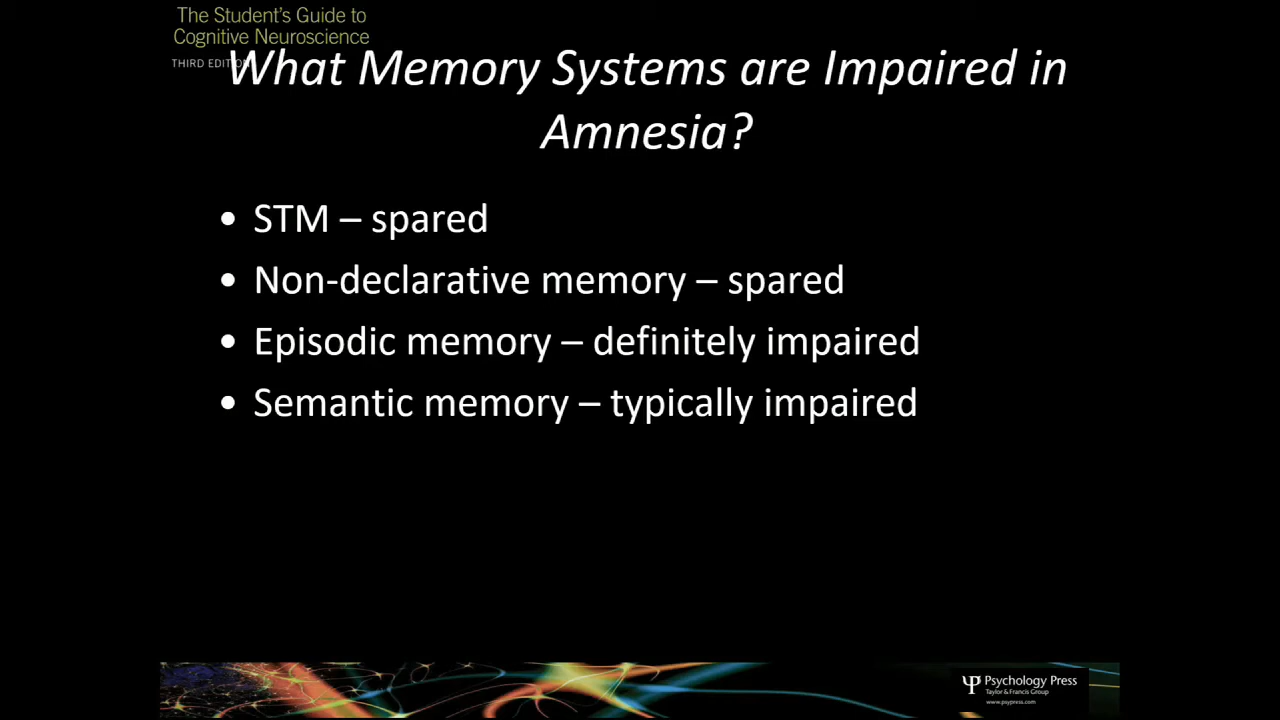 The Student's Guide to
Cognitive Neuroscience
THIRD EDITION
What Memory Systems are Impaired in
Amnesia?
• STM – spared
• Non-declarative memory – spared
• Episodic memory – definitely impaired
• Semantic memory – typically impaired
Psychology Press
Taylor & Francis Group
www.psypress.com